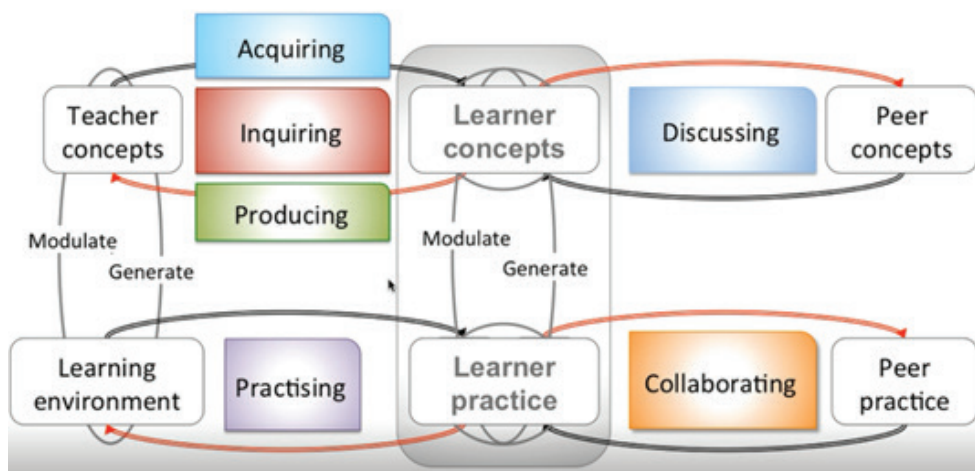 Acquiring
Teacher
concepts
Inquiring
Learner
concepts
Discussing
Peer
concepts
Producing
Modulate
Generate
Modulate
Generate
Learning
environment
Practising
Learner
practice
Collaborating
Peer
practice